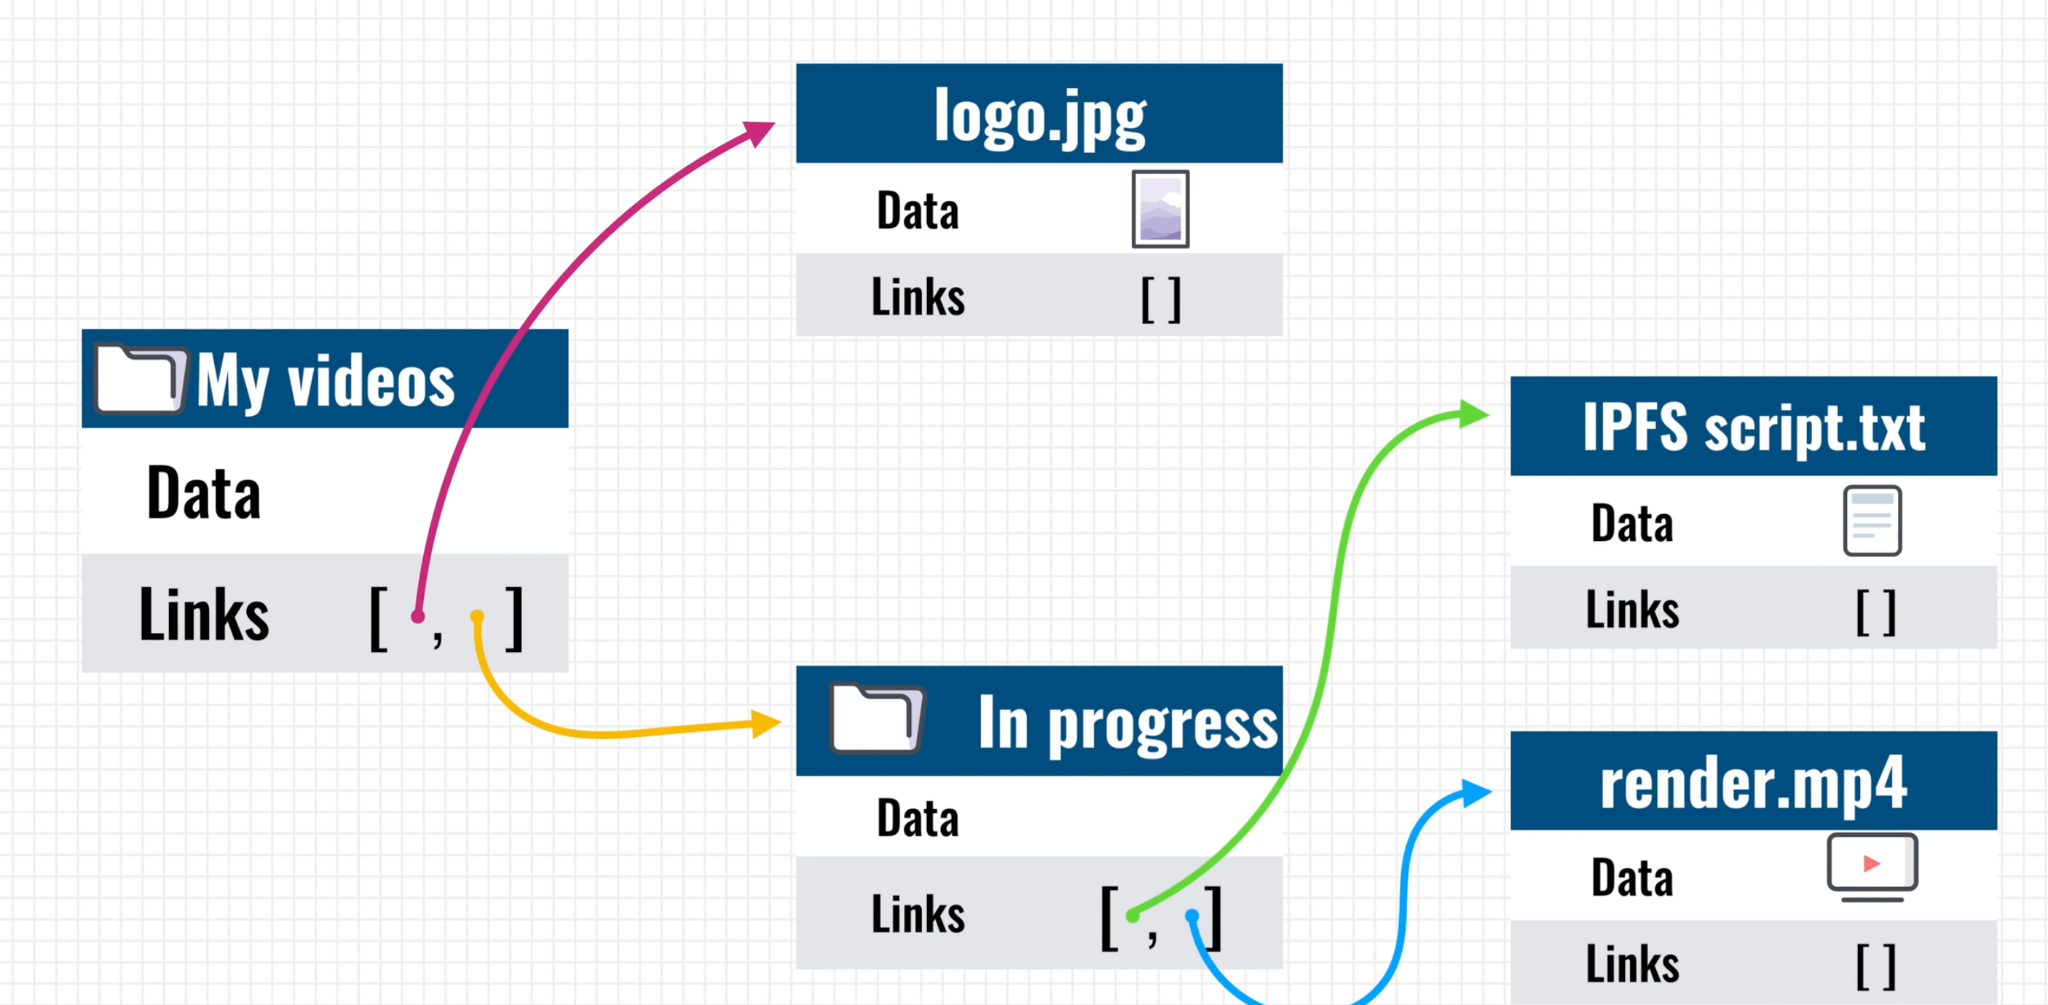 logo.jpg
Data
Links [ ]
My videos
Data
Links [ , ]
In progress
Data
Links [ , ]
IPFS script.txt
Data
Links [ ]
render.mp4
Data
Links [ ]